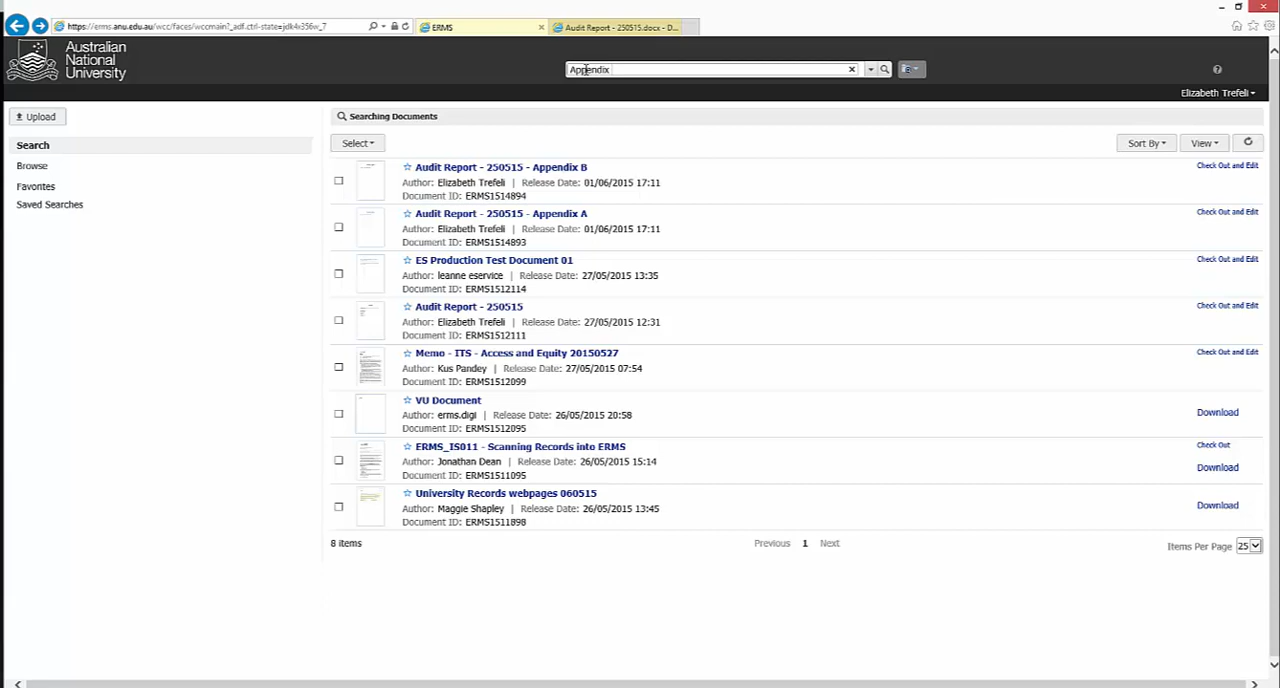 https://erms.anu.edu.au/wcc/faces/wccmain?_adf.ctrl-state=jdk4x356w_7
ERMS
Audit Report - 250515.docx - D...
Australian
National
University
Appendix
Elizabeth Trefeli
Upload
Searching Documents
Search
Select
Sort By
View
Browse
Favorites
Saved Searches
Audit Report - 250515 - Appendix B
Check Out and Edit
Author: Elizabeth Trefeli | Release Date: 01/06/2015 17:11
Document ID: ERMS1514894
Audit Report - 250515 - Appendix A
Check Out and Edit
Author: Elizabeth Trefeli | Release Date: 01/06/2015 17:11
Document ID: ERMS1514893
ES Production Test Document 01
Check Out and Edit
Author: leanne eservice | Release Date: 27/05/2015 13:35
Document ID: ERMS1512114
Audit Report - 250515
Check Out and Edit
Author: Elizabeth Trefeli | Release Date: 27/05/2015 12:31
Document ID: ERMS1512111
Memo - ITS - Access and Equity 20150527
Check Out and Edit
Author: Kus Pandey | Release Date: 27/05/2015 07:54
Document ID: ERMS1512099
VU Document
Download
Author: erms.digi | Release Date: 26/05/2015 20:58
Document ID: ERMS1512095
ERMS_IS011 - Scanning Records into ERMS
Check Out
Author: Jonathan Dean | Release Date: 26/05/2015 15:14
Download
Document ID: ERMS1511095
University Records webpages 060515
Download
Author: Maggie Shapley | Release Date: 26/05/2015 13:45
Document ID: ERMS1511898
8 items
Previous 1 Next
Items Per Page 25